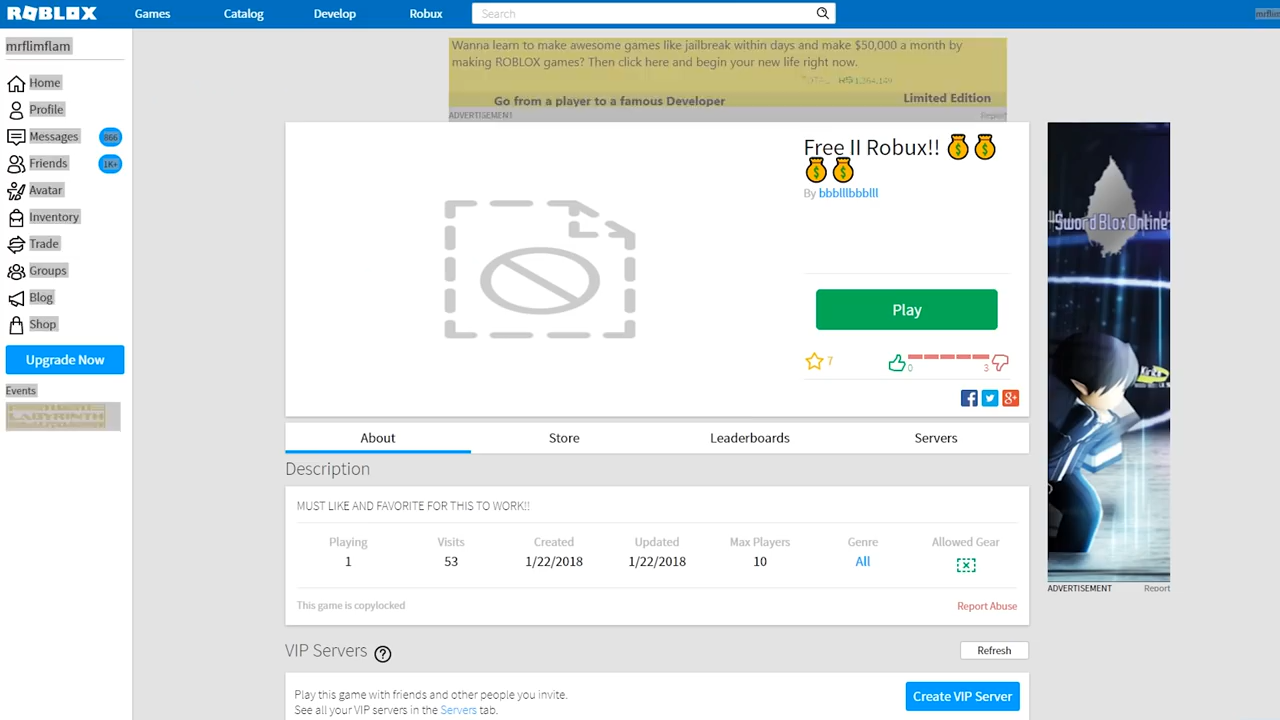 ROBLOX Games Catalog Develop Robux Search
mrflimflam
Home
Profile
Messages 866
Friends 1K+
Avatar
Inventory
Trade
Groups
Blog
Shop
Upgrade Now
Events
LABYRINTH
Wanna learn to make awesome games like jailbreak within days and make $50,000 a month by
making ROBLOX games? Then click here and begin your new life right now.
Go from a player to a famous Developer
Limited Edition
ADVERTISEMENT Report
Free II Robux!!
By bbblllbbblll
Play
7 0 3
About Store Leaderboards Servers
Description
MUST LIKE AND FAVORITE FOR THIS TO WORK!!
Playing Visits Created Updated Max Players Genre Allowed Gear
1 53 1/22/2018 1/22/2018 10 All
This game is copylocked Report Abuse
VIP Servers ? Refresh
Play this game with friends and other people you invite.
See all your VIP servers in the Servers tab.
Create VIP Server
"Sword Blox Online"
ADVERTISEMENT Report